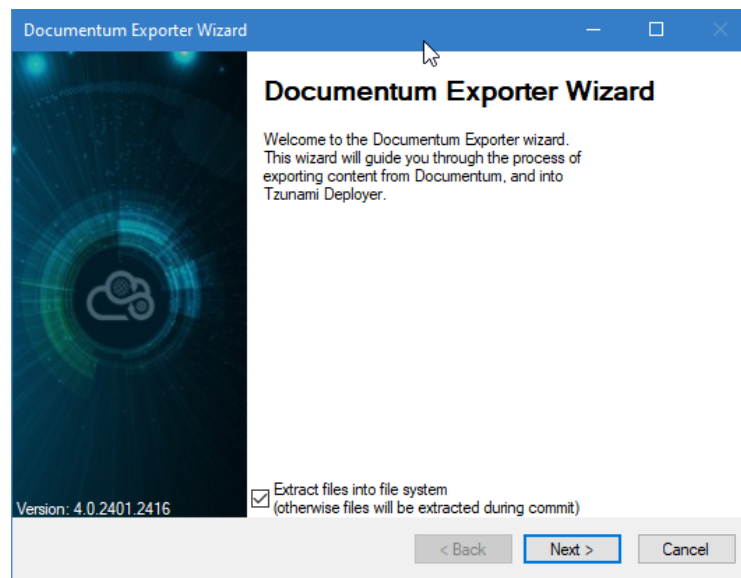 Documentum Exporter Wizard
Documentum Exporter Wizard
Welcome to the Documentum Exporter wizard.
This wizard will guide you through the process of
exporting content from Documentum, and into
Tzunami Deployer.
Extract files into file system
(otherwise files will be extracted during commit)
Version: 4.0.2401.2416
< Back
Next >
Cancel